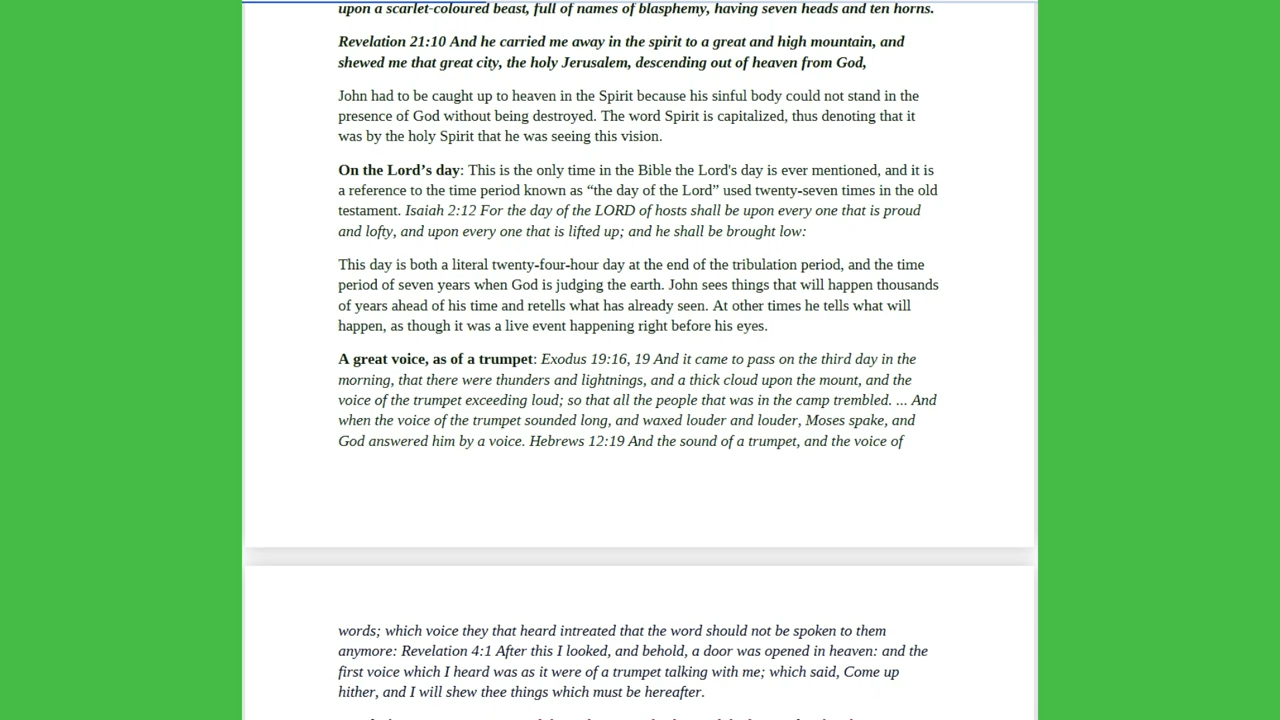 upon a scarlet-coloured beast, full of names of blasphemy, having seven heads and ten horns.
Revelation 21:10 And he carried me away in the spirit to a great and high mountain, and
shewed me that great city, the holy Jerusalem, descending out of heaven from God,
John had to be caught up to heaven in the Spirit because his sinful body could not stand in the
presence of God without being destroyed. The word Spirit is capitalized, thus denoting that it
was by the holy Spirit that he was seeing this vision.
On the Lord’s day: This is the only time in the Bible the Lord's day is ever mentioned, and it is
a reference to the time period known as “the day of the Lord” used twenty-seven times in the old
testament. Isaiah 2:12 For the day of the LORD of hosts shall be upon every one that is proud
and lofty, and upon every one that is lifted up; and he shall be brought low:
This day is both a literal twenty-four-hour day at the end of the tribulation period, and the time
period of seven years when God is judging the earth. John sees things that will happen thousands
of years ahead of his time and retells what has already seen. At other times he tells what will
happen, as though it was a live event happening right before his eyes.
A great voice, as of a trumpet: Exodus 19:16, 19 And it came to pass on the third day in the
morning, that there were thunders and lightnings, and a thick cloud upon the mount, and the
voice of the trumpet exceeding loud; so that all the people that was in the camp trembled. ... And
when the voice of the trumpet sounded long, and waxed louder and louder, Moses spake, and
God answered him by a voice. Hebrews 12:19 And the sound of a trumpet, and the voice of
words; which voice they that heard intreated that the word should not be spoken to them
anymore: Revelation 4:1 After this I looked, and behold, a door was opened in heaven: and the
first voice which I heard was as it were of a trumpet talking with me; which said, Come up
hither, and I will shew thee things which must be hereafter.